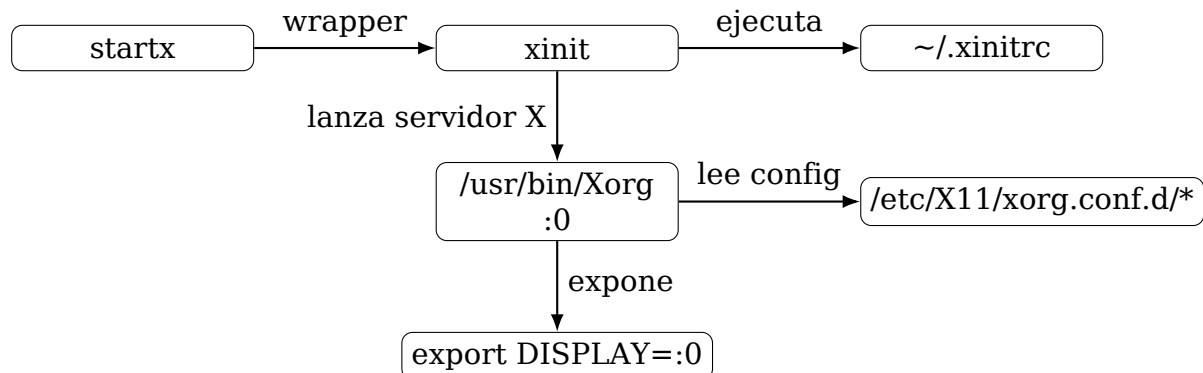 wrapper
ejecuta
startx
xinit
~/.xinitrc
lanza servidor X
/usr/bin/Xorg
:0
lee config
/etc/X11/xorg.conf.d/*
expone
export DISPLAY=:0